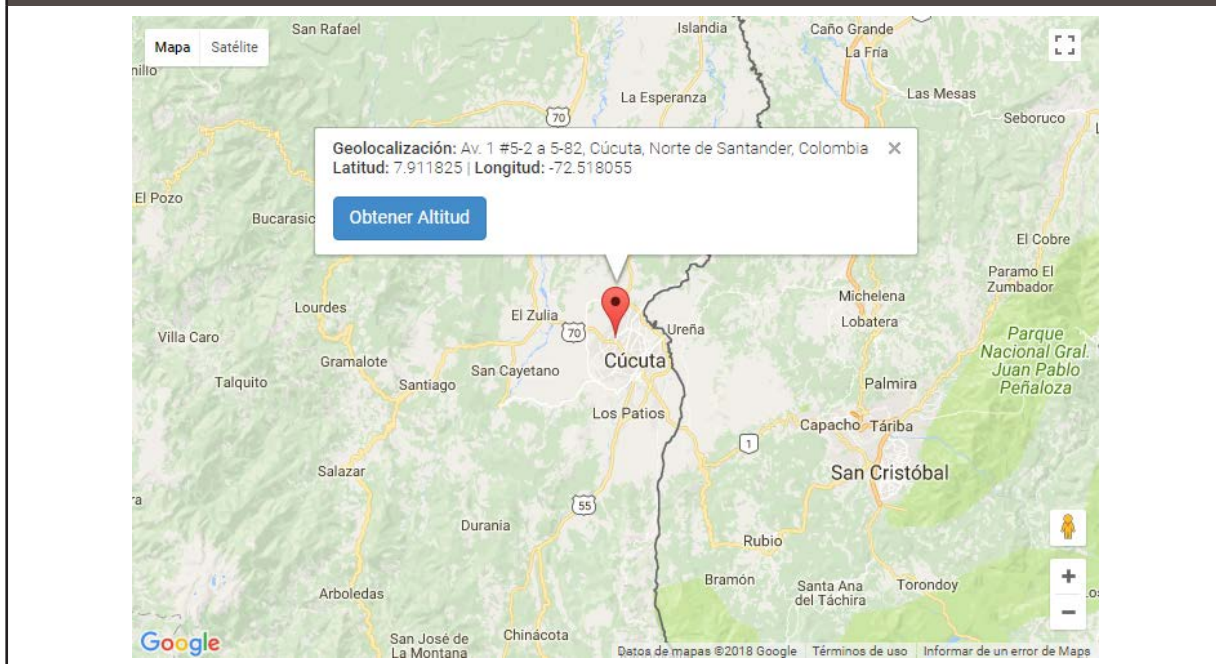 San Rafael
Islandia
Caño Grande
Mapa Satélite
La Fría
nillo
Las Mesas
La Esperanza
70
Seboruco
Geolocalización: Av. 1 #5-2 a 5-82, Cúcuta, Norte de Santander, Colombia
Latitud: 7.911825 | Longitud: -72.518055
El Pozo
Obtener Altitud
Bucarasic
El Cobre
Paramo El
Zumbador
Michelena
Lourdes
El Zulia
Lobatera
Villa Caro
70
Ureña
Parque
Nacional Gral.
Juan Pablo
Peñaloza
Gramalote
Cúcuta
San Cayetano
Talquito
Santiago
Palmira
Los Patios
Capacho
Táriba
1
Salazar
San Cristóbal
ra
55
Durania
Rubio
Bramón
Santa Ana
del Táchira
Torondoy
+
Arboledas
−
Google
San José de
La Montana
Chinácota
Datos de mapas ©2018 Google Términos de uso Informar de un error de Maps